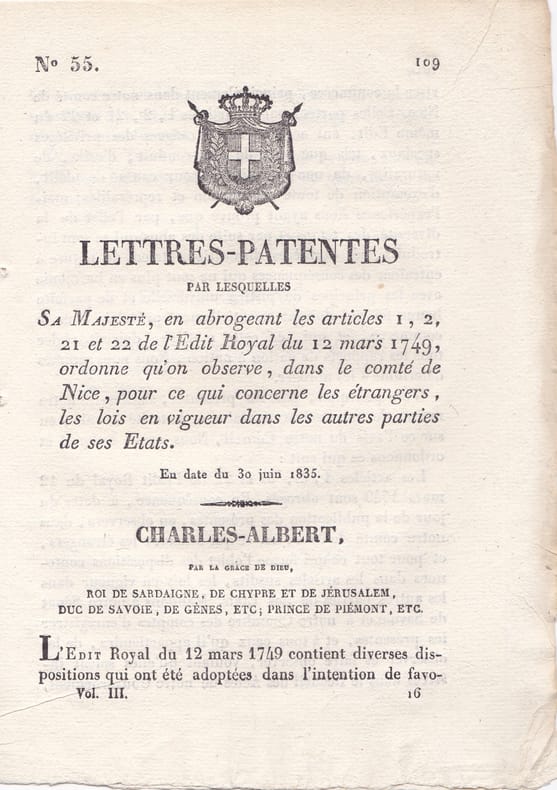 No 55.
109
LETTRES-PATENTES
PAR LESQUELLES
SA MAJESTÉ, en abrogeant les articles 1, 2,
21 et 22 de l'Edit Royal du 12 mars 1749,
ordonne qu'on observe, dans le comté de
Nice, pour ce qui concerne les étrangers,
les lois en vigueur dans les autres parties
de ses Etats.
En date du 30 juin 1835.
CHARLES-ALBERT,
PAR LA GRACE DE DIEU,
ROI DE SARDAIGNE, DE CHYPRE ET DE JÉRUSALEM,
DUC DE SAVOIE, DE GÊNES, ETC; PRINCE DE PIÉMONT, ETC.
L'EDIT Royal du 12 mars 1749 contient diverses dis-
positions qui ont été adoptées dans l'intention de favo-
Vol. III.
16